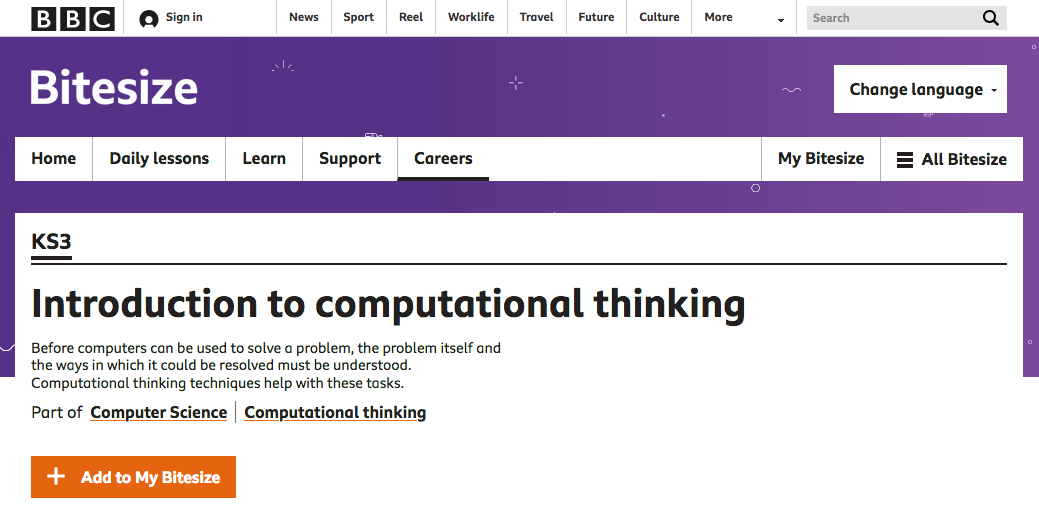 BBC Sign in News Sport Reel Worklife Travel Future Culture More Search
Bitesize
Change language
Home Daily lessons Learn Support Careers My Bitesize All Bitesize
KS3
Introduction to computational thinking
Before computers can be used to solve a problem, the problem itself and
the ways in which it could be resolved must be understood.
Computational thinking techniques help with these tasks.
Part of Computer Science Computational thinking
Add to My Bitesize